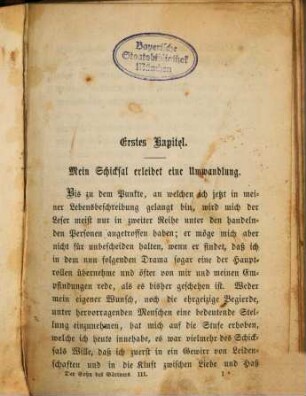 Bayerische
Staatsbibliothek
München
Erstes Kapitel.
Mein Schicksal erleidet eine Umwandlung.
Bis zu dem Punkte, an welchen ich jetzt in mei-
ner Lebensbeschreibung gelangt bin, wird mich der
Leser meist nur in zweiter Reihe unter den handeln-
den Personen angetroffen haben; er möge mich aber
nicht für unbescheiden halten, wenn er findet, daß ich
in dem nun folgenden Drama sogar eine der Haupt-
rollen übernehme und öfter von mir und meinen Em-
pfindungen rede, als es bisher geschehen ist. Weder
mein eigener Wunsch, noch die ehrgeizige Begierde,
unter hervorragenden Menschen eine bedeutende Stel-
lung einzunehmen, hat mich auf die Stufe erhoben,
welche ich heute innehabe, es war vielmehr des Schick-
sals Wille, daß ich zuerst in ein Gewirr von Leiden-
schaften und in die Kluft zwischen Liebe und Haß
Der Sohn des Gärtners III. 1*